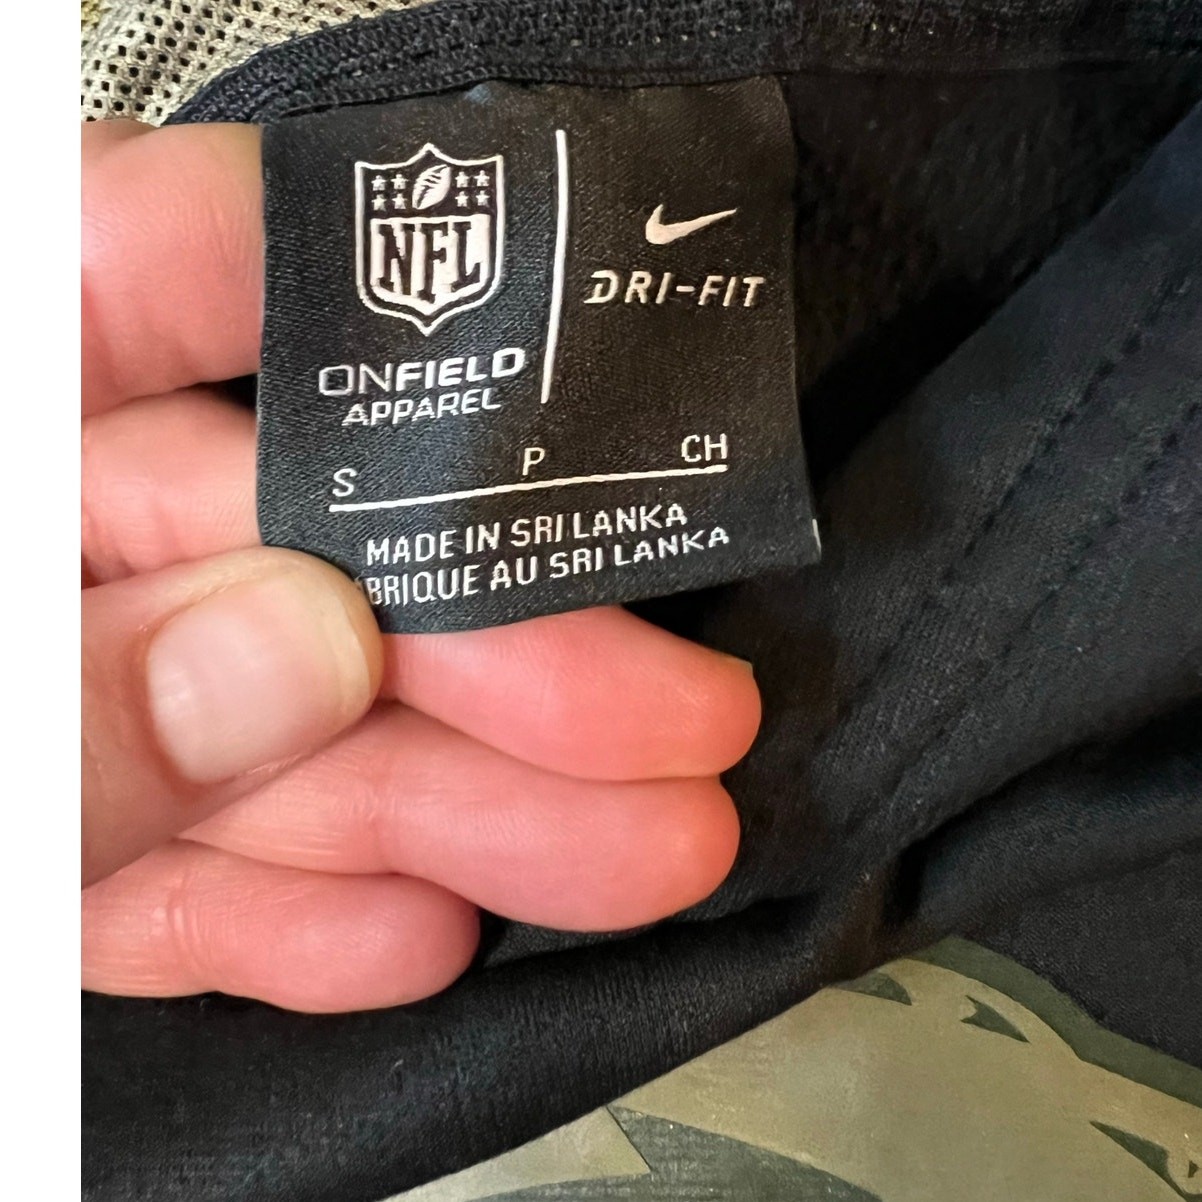 NFL
ONFIELD
APPAREL
DRI-FIT
S P CH
MADE IN SRI LANKA
BRIQUE AU SRI LANKA